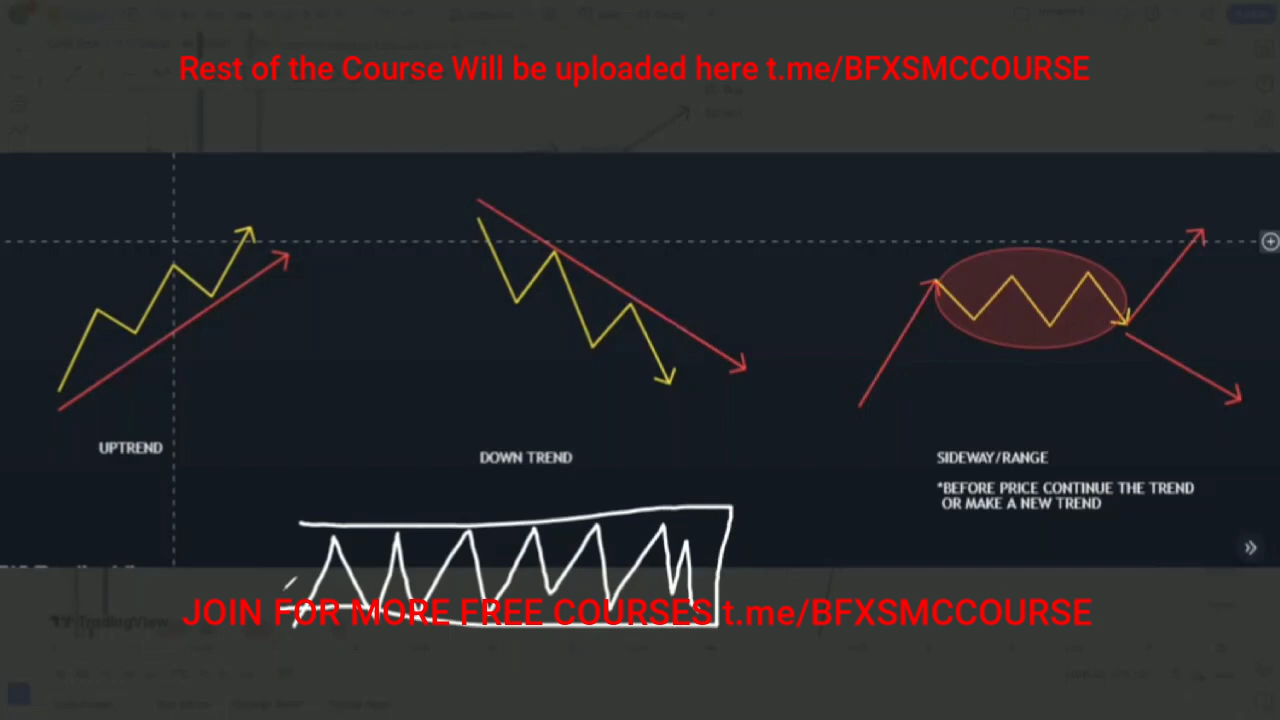 Rest of the Course Will be uploaded here t.me/BFXSMCCOURSE
UPTREND
DOWN TREND
SIDEWAY/RANGE
*BEFORE PRICE CONTINUE THE TREND
OR MAKE A NEW TREND
JOIN FOR MORE FREE COURSES t.me/BFXSMCCOURSE
TradingView